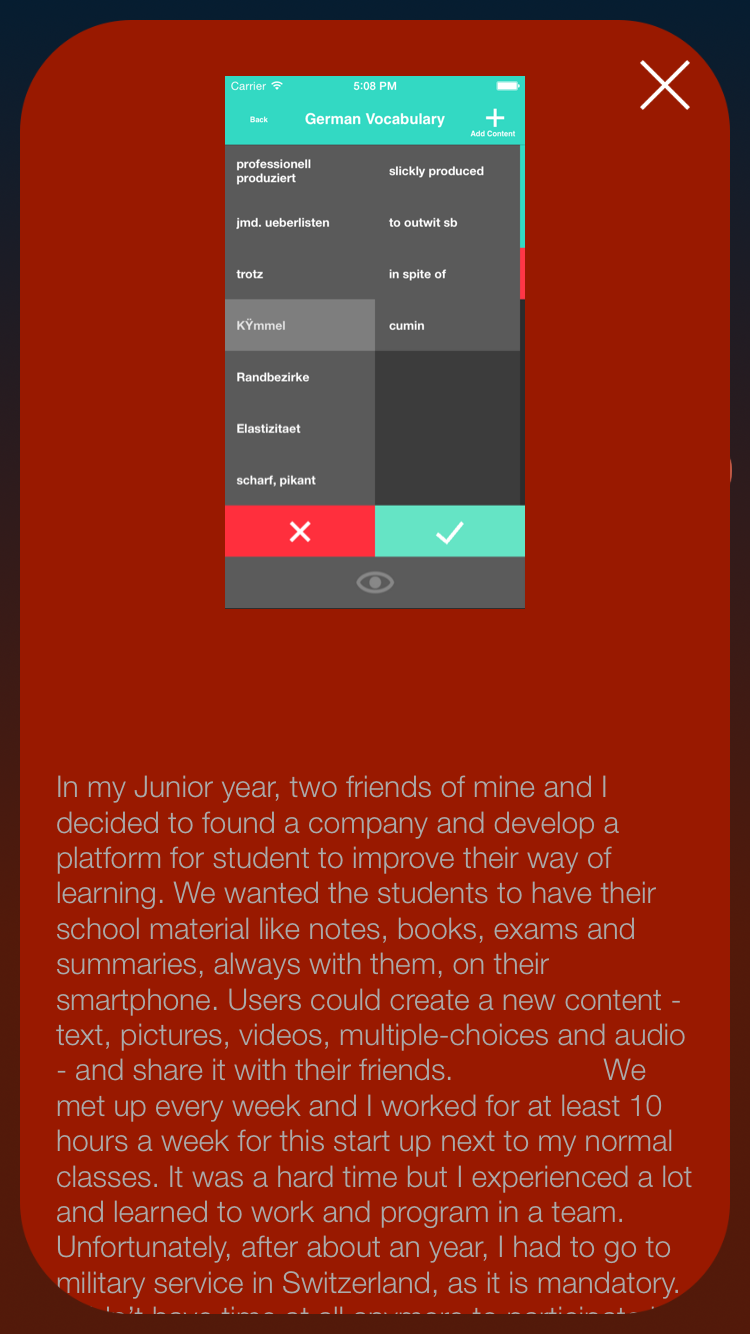 Carrier 5:08 PM
Back German Vocabulary
Add Content
professionell
produziert
slickly produced
jmd. ueberlisten to outwit sb
trotz in spite of
KŸmmel cumin
Randbezirke
Elastizitaet
scharf, pikant
In my Junior year, two friends of mine and I
decided to found a company and develop a
platform for student to improve their way of
learning. We wanted the students to have their
school material like notes, books, exams and
summaries, always with them, on their
smartphone. Users could create a new content -
text, pictures, videos, multiple-choices and audio
- and share it with their friends. We
met up every week and I worked for at least 10
hours a week for this start up next to my normal
classes. It was a hard time but I experienced a lot
and learned to work and program in a team.
Unfortunately, after about an year, I had to go to
military service in Switzerland, as it is mandatory.
have time at all anymore to participate